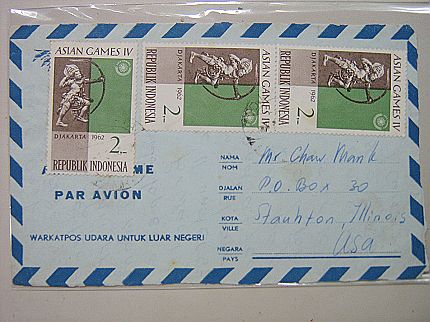 ASIAN GAMES IV
DJAKARTA 1962
2.-
REPUBLIK INDONESIA
ASIAN GAMES IV
DJAKARTA 1962
2.-
REPUBLIK INDONESIA
ASIAN GAMES IV
DJAKARTA 1962
2.-
REPUBLIK INDONESIA
PAR AVION
WARKATPOS UDARA UNTUK LUAR NEGERI
NAMA
NOM
Mr. Chaw Mank
DJALAN
RUE
P.O. Box 30
KOTA
VILLE
Staunton, Illinois
NEGARA
PAYS
USA